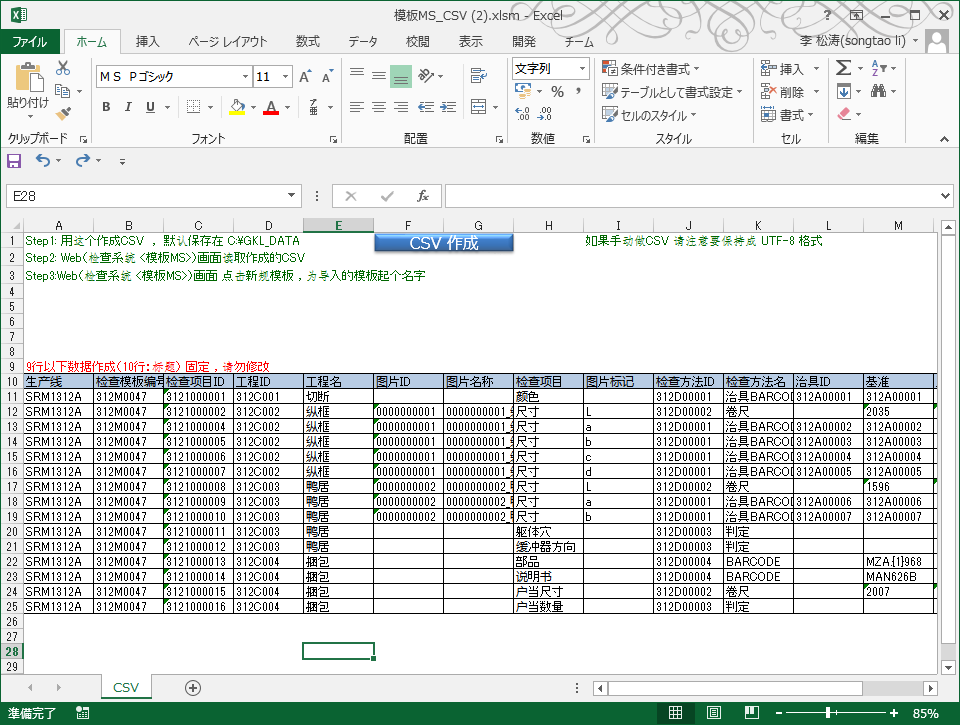 模板MS_CSV (2).xlsm - Excel
ファイル ホーム 挿入 ページ レイアウト 数式 データ 校閲 表示 開発 チーム 李 松涛(songtao li)
貼り付け
ＭＳ Ｐゴシック 11
B I U A 亜
文字列
% ,
条件付き書式
テーブルとして書式設定
セルのスタイル
挿入
削除
書式
クリップボード フォント 配置 数値 スタイル セル 編集
E28 fx
A B C D E F G H I J K L M
1 Step1: 用这个作成CSV ，默认保存在 C:¥GKL_DATA CSV 作成 如果手动做CSV 请注意要保持成 UTF-8 格式
2 Step2: Web(检查系统 <模板MS>)画面读取作成的CSV
3 Step3:Web(检查系统 <模板MS>)画面 点击新规模板，为导入的模板起个名字
4
5
6
7
8
9 9行以下数据作成(10行:标题) 固定，请勿修改
10 生产线 检查模板编号 检查项目ID 工程ID 工程名 图片ID 图片名称 检查项目 图片标记 检查方法ID 检查方法名 治具ID 基准
11 SRM1312A 312M0047 3121000001 312C001 切断 颜色 312D00001 治具BARCOD 312A00001 312A00001
12 SRM1312A 312M0047 3121000002 312C002 纵框 0000000001 0000000001_ 尺寸 L 312D00002 卷尺 2035
13 SRM1312A 312M0047 3121000004 312C002 纵框 0000000001 0000000001_ 尺寸 a 312D00001 治具BARCOD 312A00002 312A00002
14 SRM1312A 312M0047 3121000005 312C002 纵框 0000000001 0000000001_ 尺寸 b 312D00001 治具BARCOD 312A00003 312A00003
15 SRM1312A 312M0047 3121000006 312C002 纵框 0000000001 0000000001_ 尺寸 c 312D00001 治具BARCOD 312A00004 312A00004
16 SRM1312A 312M0047 3121000007 312C002 纵框 0000000001 0000000001_ 尺寸 d 312D00001 治具BARCOD 312A00005 312A00005
17 SRM1312A 312M0047 3121000008 312C003 鸭居 0000000002 0000000002_ 尺寸 L 312D00002 卷尺 1596
18 SRM1312A 312M0047 3121000009 312C003 鸭居 0000000002 0000000002_ 尺寸 a 312D00001 治具BARCOD 312A00006 312A00006
19 SRM1312A 312M0047 3121000010 312C003 鸭居 0000000002 0000000002_ 尺寸 b 312D00001 治具BARCOD 312A00007 312A00007
20 SRM1312A 312M0047 3121000011 312C003 鸭居 躯体穴 312D00003 判定
21 SRM1312A 312M0047 3121000012 312C003 鸭居 缓冲器方向 312D00003 判定
22 SRM1312A 312M0047 3121000013 312C004 捆包 部品 312D00004 BARCODE MZA.{1}968
23 SRM1312A 312M0047 3121000014 312C004 捆包 说明书 312D00004 BARCODE MAN626B
24 SRM1312A 312M0047 3121000015 312C004 捆包 户当尺寸 312D00002 卷尺 2007
25 SRM1312A 312M0047 3121000016 312C004 捆包 户当数量 312D00003 判定
26
27
28
29
CSV
準備完了 85%